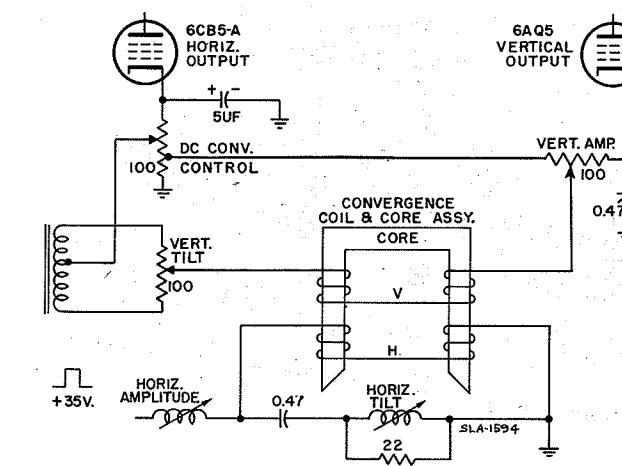 6CB5-A
HORIZ.
OUTPUT
6AQ5
VERTICAL
OUTPUT
+ −
5UF
DC CONV.
100 CONTROL
VERT. AMP.
100
0.47
CONVERGENCE
COIL & CORE ASSY.
CORE
VERT.
TILT
100
V
H.
+35V.
HORIZ.
AMPLITUDE
0.47
HORIZ.
TILT
22
SLA-1594